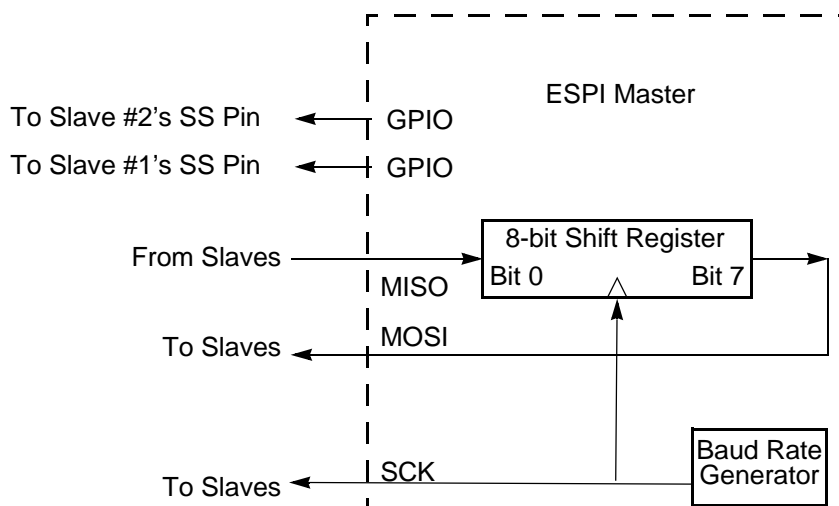 ESPI Master
To Slave #2's SS Pin
GPIO
To Slave #1's SS Pin
GPIO
8-bit Shift Register
From Slaves
Bit 0
Bit 7
MISO
MOSI
To Slaves
Baud Rate
Generator
SCK
To Slaves